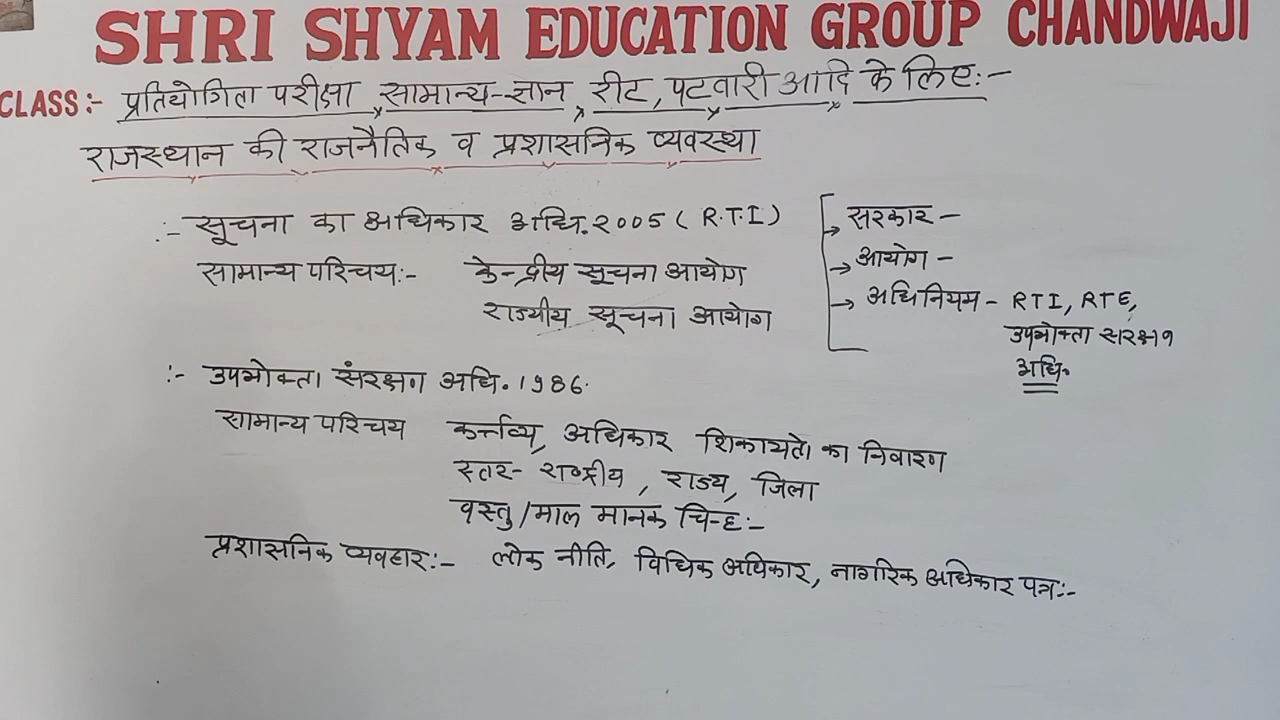 SHRI SHYAM EDUCATION GROUP CHANDWAJI
CLASS:- प्रतियोगिता परीक्षा, सामान्य-ज्ञान, रीट, पटवारी आदि के लिए:-
राजस्थान की राजनैतिक व प्रशासनिक व्यवस्था
:- सूचना का अधिकार अधि. 2005 (R.T.I)
सामान्य परिचय:- केन्द्रीय सूचना आयोग
राज्यीय सूचना आयोग
→ सरकार -
→ आयोग -
→ अधिनियम - RTI, RTE,
उपभोक्ता सरंक्षण
अधि.
:- उपभोक्ता संरक्षण अधि. 1986.
सामान्य परिचय कर्त्तव्य, अधिकार शिकायतो का निवारण
स्तर- राष्ट्रीय, राज्य, जिला
वस्तु/माल मानक चिन्ह:-
प्रशासनिक व्यवहार:- लोक नीति, विधिक अधिकार, नागरिक अधिकार पत्र:-